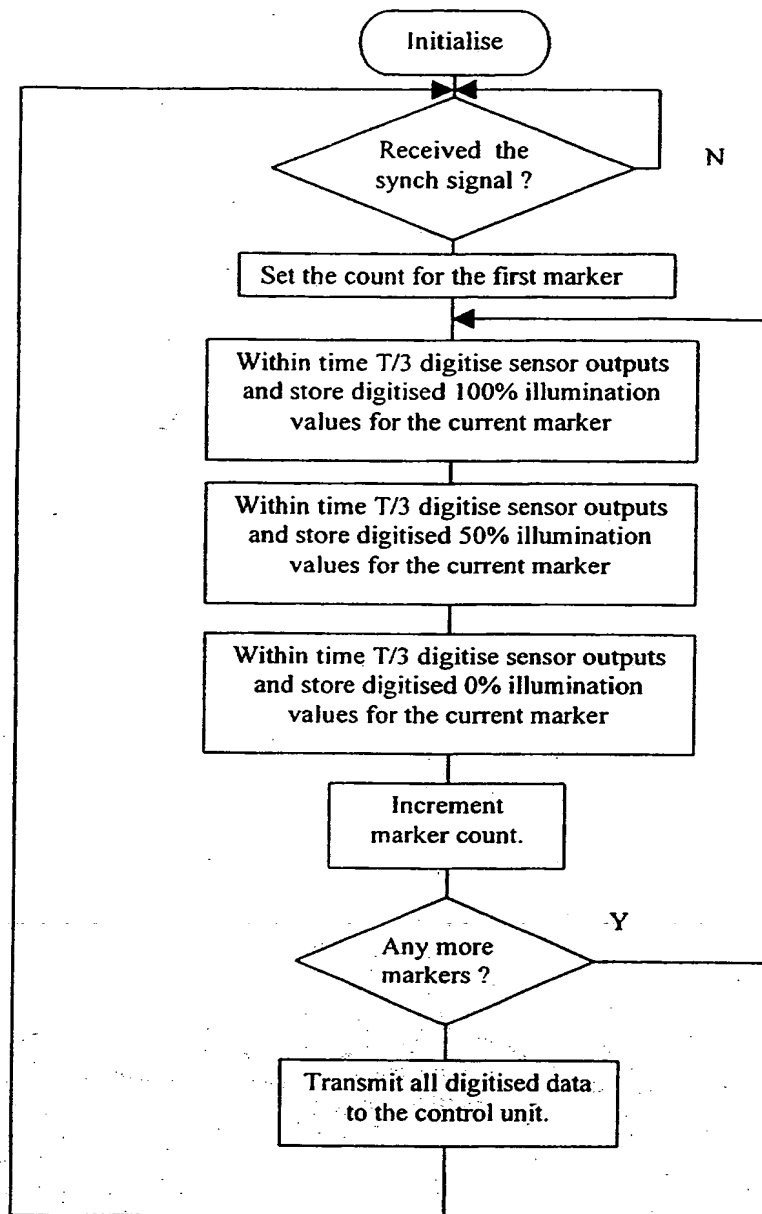 Initialise
Received the
synch signal ?
N
Set the count for the first marker
Within time T/3 digitise sensor outputs
and store digitised 100% illumination
values for the current marker
Within time T/3 digitise sensor outputs
and store digitised 50% illumination
values for the current marker
Within time T/3 digitise sensor outputs
and store digitised 0% illumination
values for the current marker
Increment
marker count.
Y
Any more
markers ?
Transmit all digitised data
to the control unit.